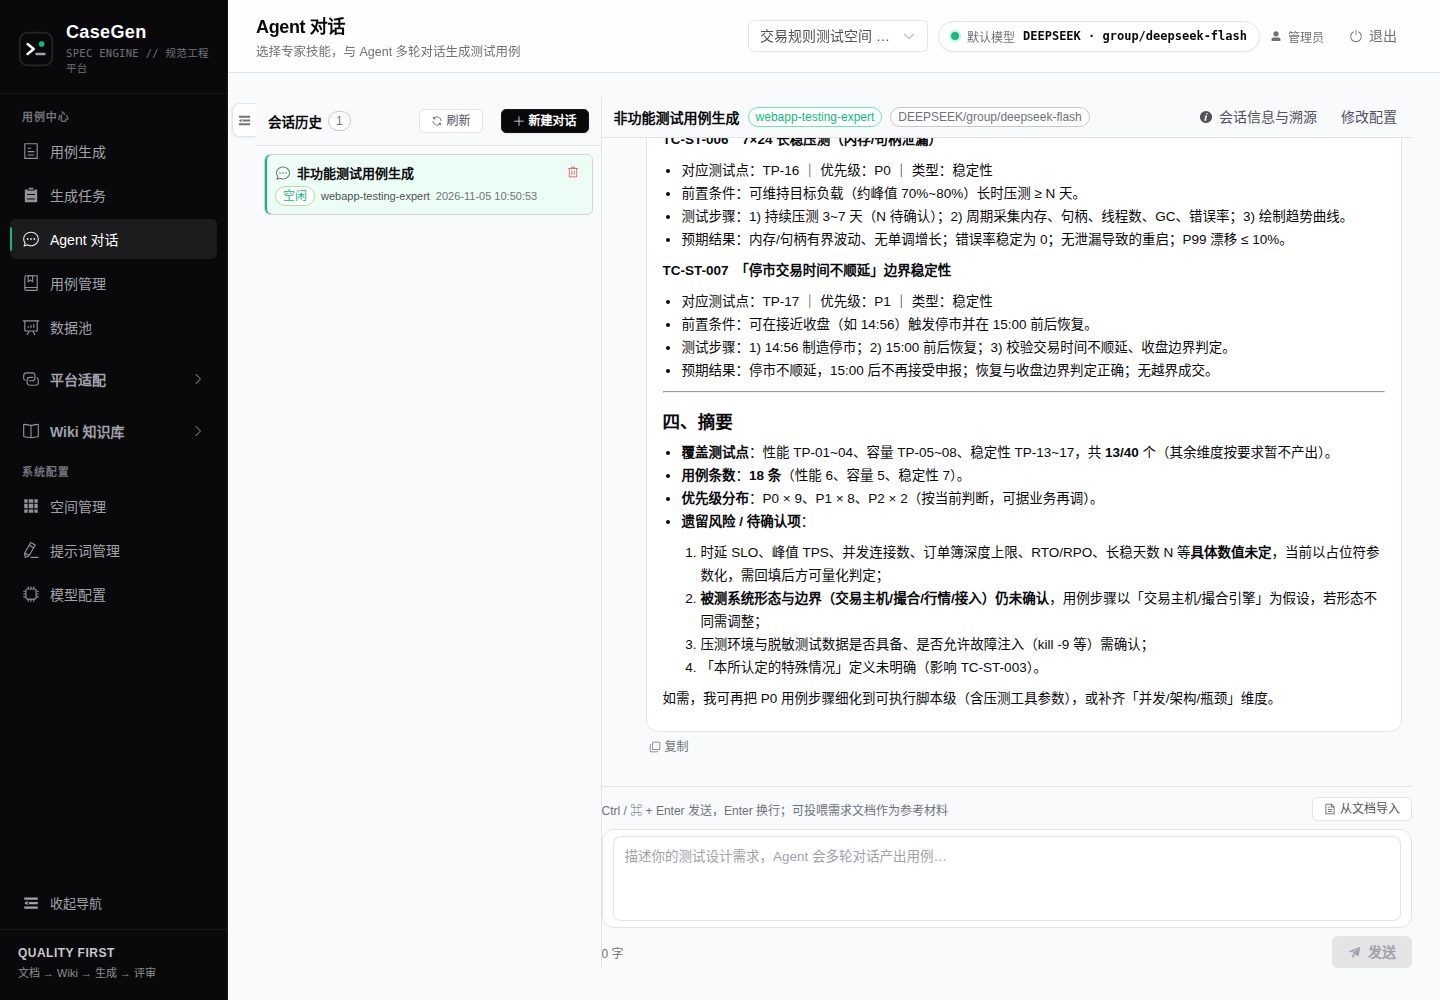 CaseGen
SPEC ENGINE // 规范工程
平台
用例中心
用例生成
生成任务
Agent 对话
用例管理
数据池
平台适配
Wiki 知识库
系统配置
空间管理
提示词管理
模型配置
收起导航
QUALITY FIRST
文档 → Wiki → 生成 → 评审
Agent 对话
选择专家技能，与 Agent 多轮对话生成测试用例
交易规则测试空间 ...
默认模型 DEEPSEEK · group/deepseek-flash
管理员
退出
会话历史 1
刷新
新建对话
非功能测试用例生成
空闲 webapp-testing-expert 2026-11-05 10:50:53
非功能测试用例生成 webapp-testing-expert DEEPSEEK/group/deepseek-flash
会话信息与溯源
修改配置
TC-ST-006 7×24 长稳压测（内存/句柄泄漏）
• 对应测试点：TP-16 ｜ 优先级：P0 ｜ 类型：稳定性
• 前置条件：可维持目标负载（约峰值 70%~80%）长时压测 ≥ N 天。
• 测试步骤：1) 持续压测 3~7 天（N 待确认）；2) 周期采集内存、句柄、线程数、GC、错误率；3) 绘制趋势曲线。
• 预期结果：内存/句柄有界波动、无单调增长；错误率稳定为 0；无泄漏导致的重启；P99 漂移 ≤ 10%。
TC-ST-007 「停市交易时间不顺延」边界稳定性
• 对应测试点：TP-17 ｜ 优先级：P1 ｜ 类型：稳定性
• 前置条件：可在接近收盘（如 14:56）触发停市并在 15:00 前后恢复。
• 测试步骤：1) 14:56 制造停市；2) 15:00 前后恢复；3) 校验交易时间不顺延、收盘边界判定。
• 预期结果：停市不顺延，15:00 后不再接受申报；恢复与收盘边界判定正确；无越界成交。
四、摘要
• 覆盖测试点：性能 TP-01~04、容量 TP-05~08、稳定性 TP-13~17，共 13/40 个（其余维度按要求暂不产出）。
• 用例条数：18 条（性能 6、容量 5、稳定性 7）。
• 优先级分布：P0 × 9、P1 × 8、P2 × 2（按当前判断，可据业务再调）。
• 遗留风险 / 待确认项：
1. 时延 SLO、峰值 TPS、并发连接数、订单簿深度上限、RTO/RPO、长稳天数 N 等具体数值未定，当前以占位符参
数化，需回填后方可量化判定；
2. 被测系统形态与边界（交易主机/撮合/行情/接入）仍未确认，用例步骤以「交易主机/撮合引擎」为假设，若形态不
同需调整；
3. 压测环境与脱敏测试数据是否具备、是否允许故障注入（kill -9 等）需确认；
4. 「本所认定的特殊情况」定义未明确（影响 TC-ST-003）。
如需，我可再把 P0 用例步骤细化到可执行脚本级（含压测工具参数），或补齐「并发/架构/瓶颈」维度。
复制
Ctrl / ⌘ + Enter 发送，Enter 换行；可投喂需求文档作为参考材料
从文档导入
描述你的测试设计需求，Agent 会多轮对话产出用例…
0 字
发送